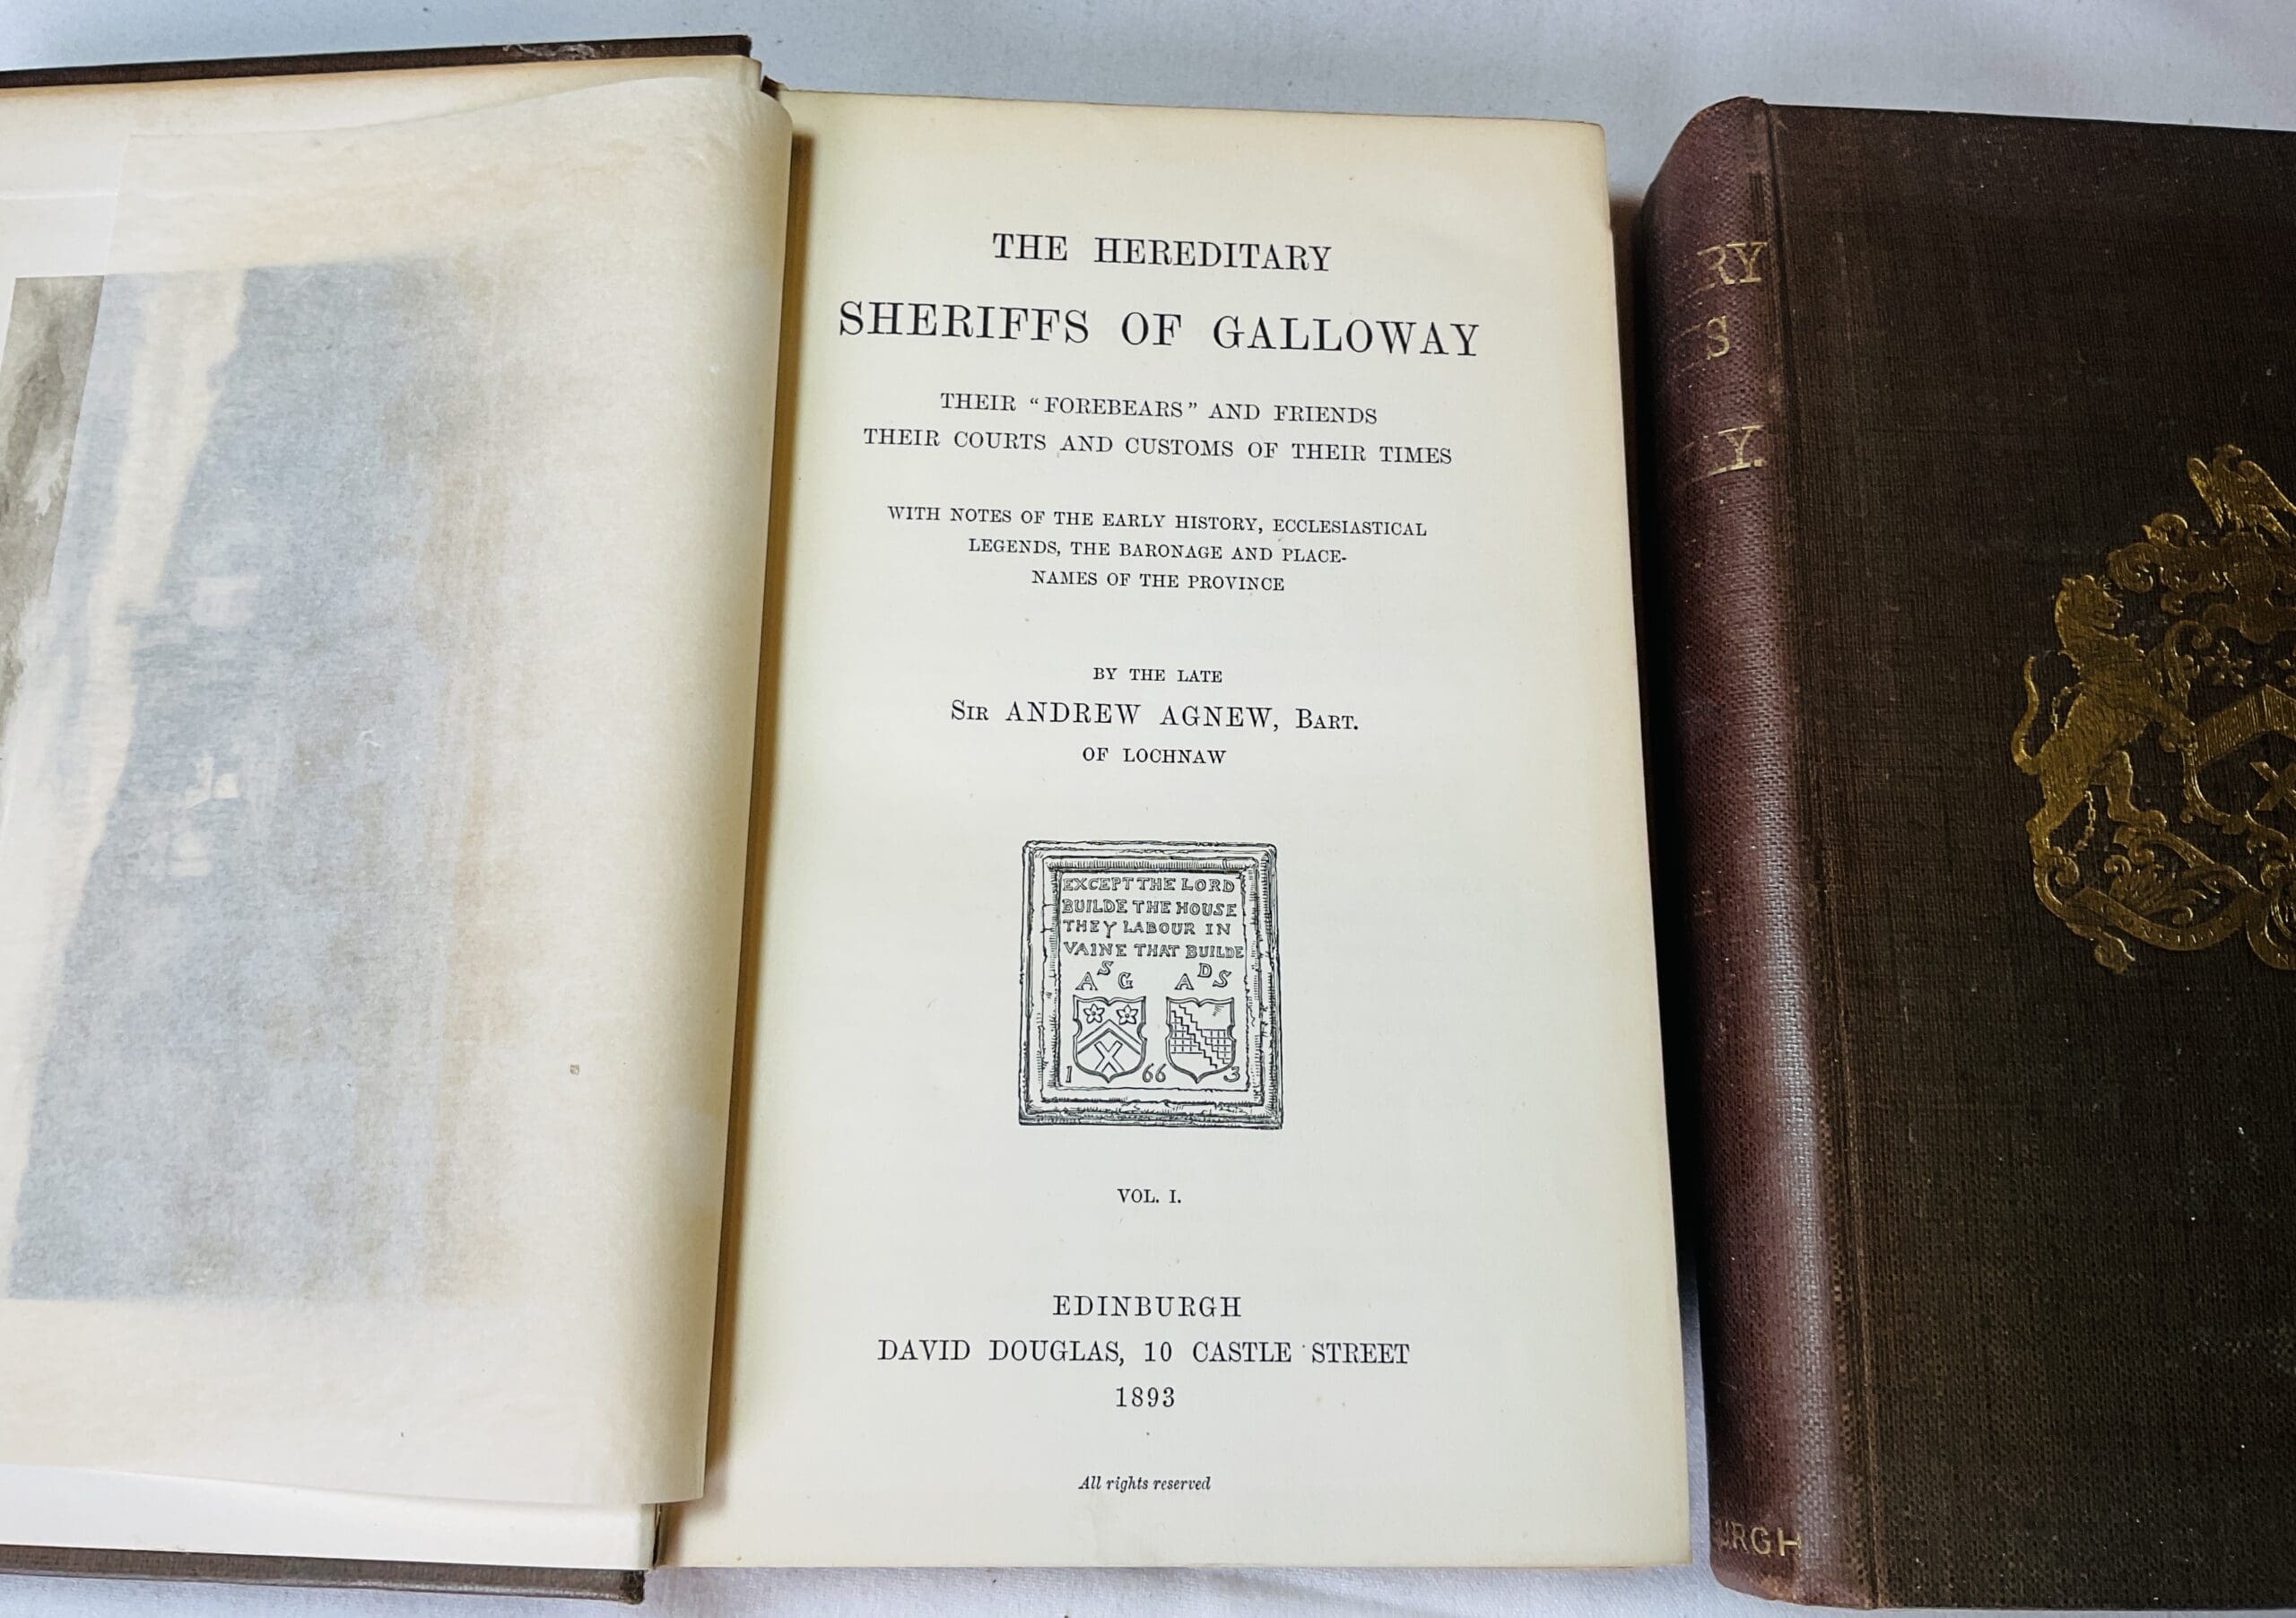 THE HEREDITARY
SHERIFFS OF GALLOWAY
THEIR "FOREBEARS" AND FRIENDS
THEIR COURTS AND CUSTOMS OF THEIR TIMES
WITH NOTES OF THE EARLY HISTORY, ECCLESIASTICAL
LEGENDS, THE BARONAGE AND PLACE-
NAMES OF THE PROVINCE
BY THE LATE
SIR ANDREW AGNEW, BART.
OF LOCHNAW
EXCEPT THE LORD
BUILDE THE HOUSE
THEY LABOUR IN
VAINE THAT BUILDE
A S G A D S
1 66 3
VOL. I.
EDINBURGH
DAVID DOUGLAS, 10 CASTLE STREET
1893
All rights reserved
RY
S
AY.
URGH